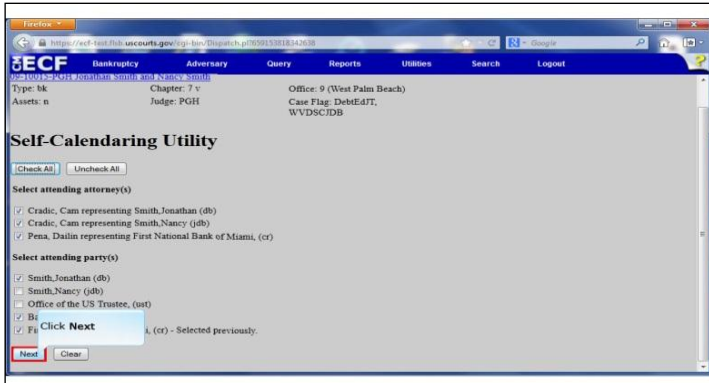 Firefox
https://ecf-test.flsb.uscourts.gov/cgi-bin/Dispatch.pl?659153818342638
Google
ECF Bankruptcy Adversary Query Reports Utilities Search Logout ?
09-10015-PGH Jonathan Smith and Nancy Smith
Type: bk Chapter: 7 v Office: 9 (West Palm Beach)
Assets: n Judge: PGH Case Flag: DebtEdJT,
WVDSCJDB
Self-Calendaring Utility
Check All Uncheck All
Select attending attorney(s)
Cradic, Cam representing Smith,Jonathan (db)
Cradic, Cam representing Smith,Nancy (jdb)
Pena, Dailin representing First National Bank of Miami, (cr)
Select attending party(s)
Smith,Jonathan (db)
Smith,Nancy (jdb)
Office of the US Trustee, (ust)
Ba
Click Next
Fi i, (cr) - Selected previously.
Next Clear